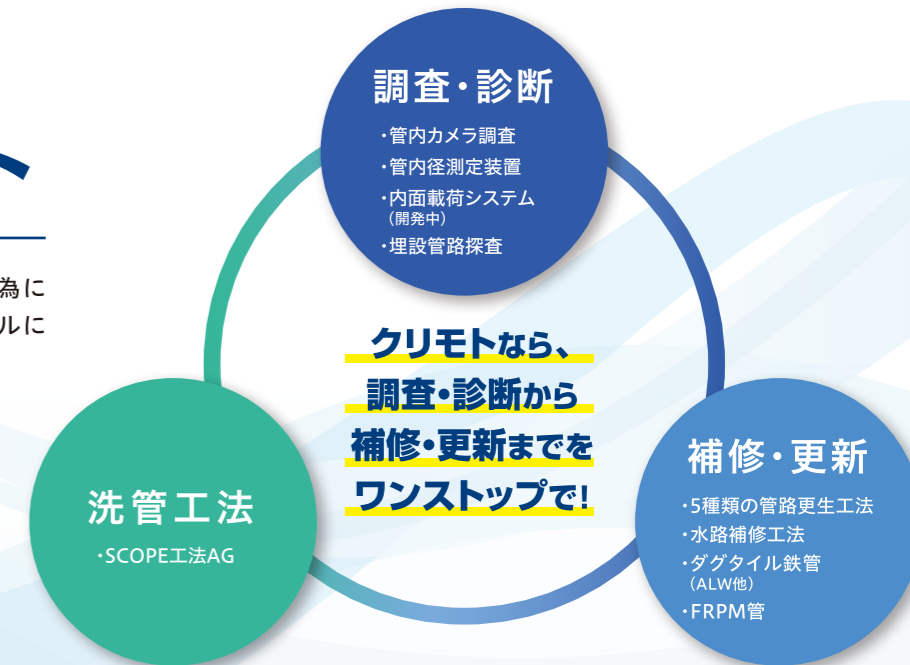 調査・診断
・管内カメラ調査
・管内径測定装置
・内面載荷システム
（開発中）
・埋設管路探査
為に
ルに
クリモトなら、
調査・診断から
補修・更新までを
ワンストップで!
洗管工法
・SCOPE工法AG
補修・更新
・5種類の管路更生工法
・水路補修工法
・ダグタイル鉄管
（ALW他）
・FRPM管